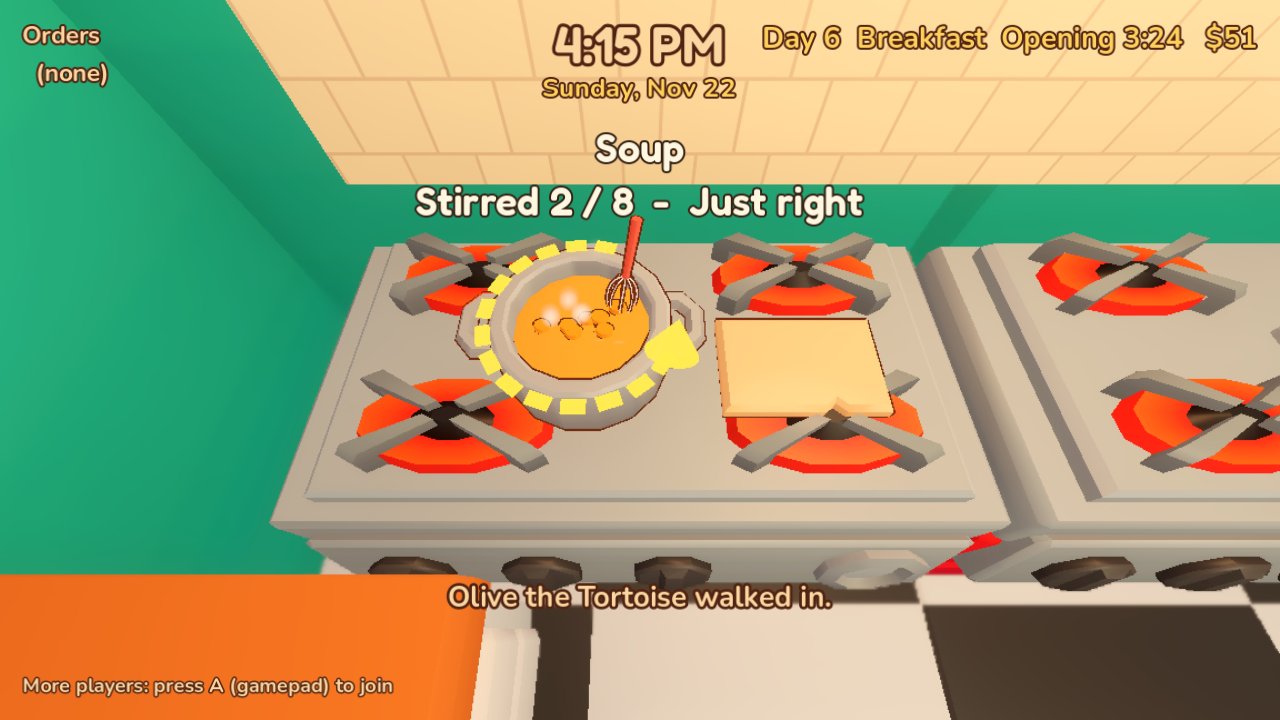 Orders
(none)
4:15 PM
Sunday, Nov 22
Day 6 Breakfast Opening 3:24 $51
Soup
Stirred 2 / 8 - Just right
Olive the Tortoise walked in.
More players: press A (gamepad) to join